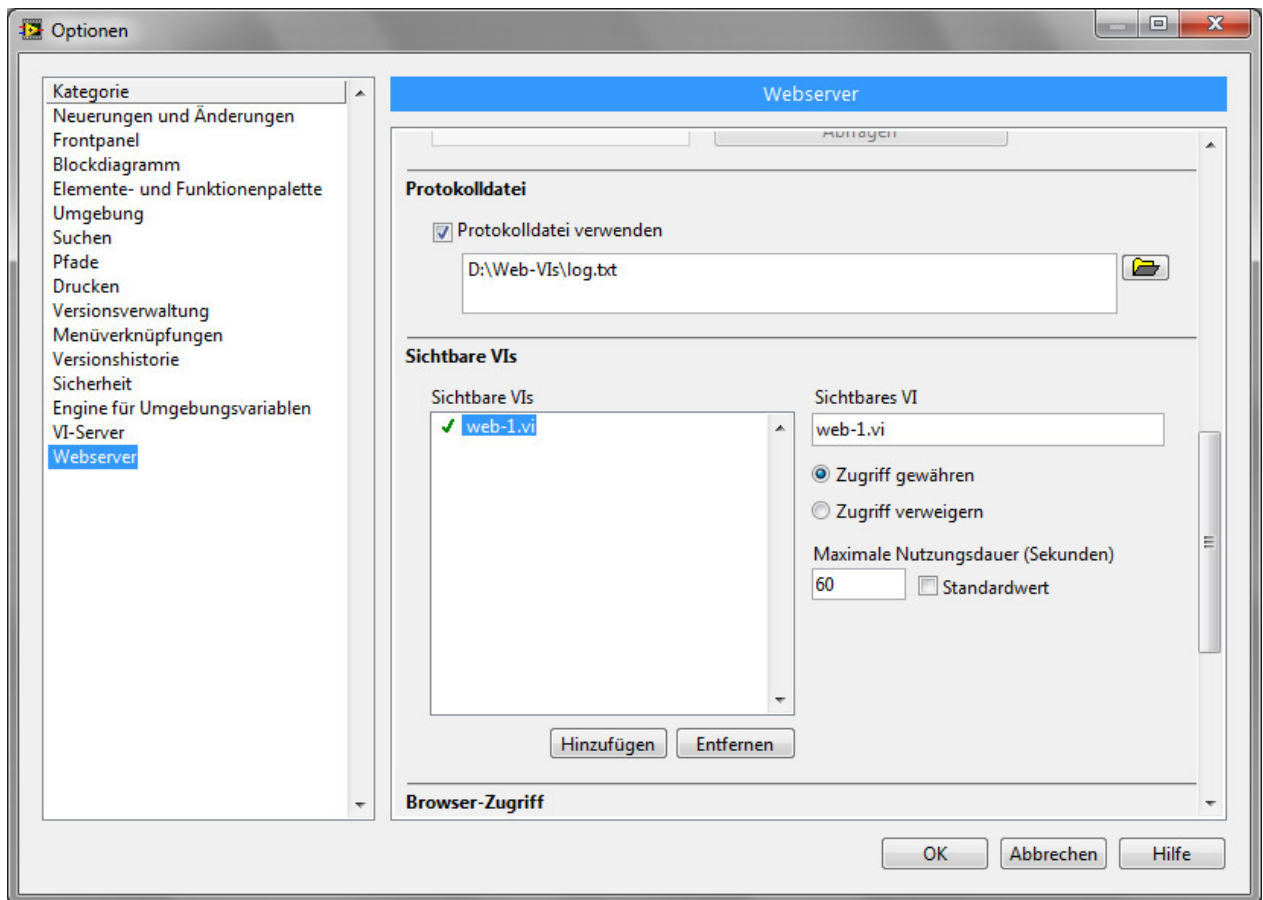 Optionen
Kategorie
Neuerungen und Änderungen
Frontpanel
Blockdiagramm
Elemente- und Funktionenpalette
Umgebung
Suchen
Pfade
Drucken
Versionsverwaltung
Menüverknüpfungen
Versionshistorie
Sicherheit
Engine für Umgebungsvariablen
VI-Server
Webserver
Webserver
Abfragen
Protokolldatei
Protokolldatei verwenden
D:\Web-VIs\log.txt
Sichtbare VIs
Sichtbare VIs
web-1.vi
Hinzufügen
Entfernen
Sichtbares VI
web-1.vi
Zugriff gewähren
Zugriff verweigern
Maximale Nutzungsdauer (Sekunden)
60
Standardwert
Browser-Zugriff
OK
Abbrechen
Hilfe